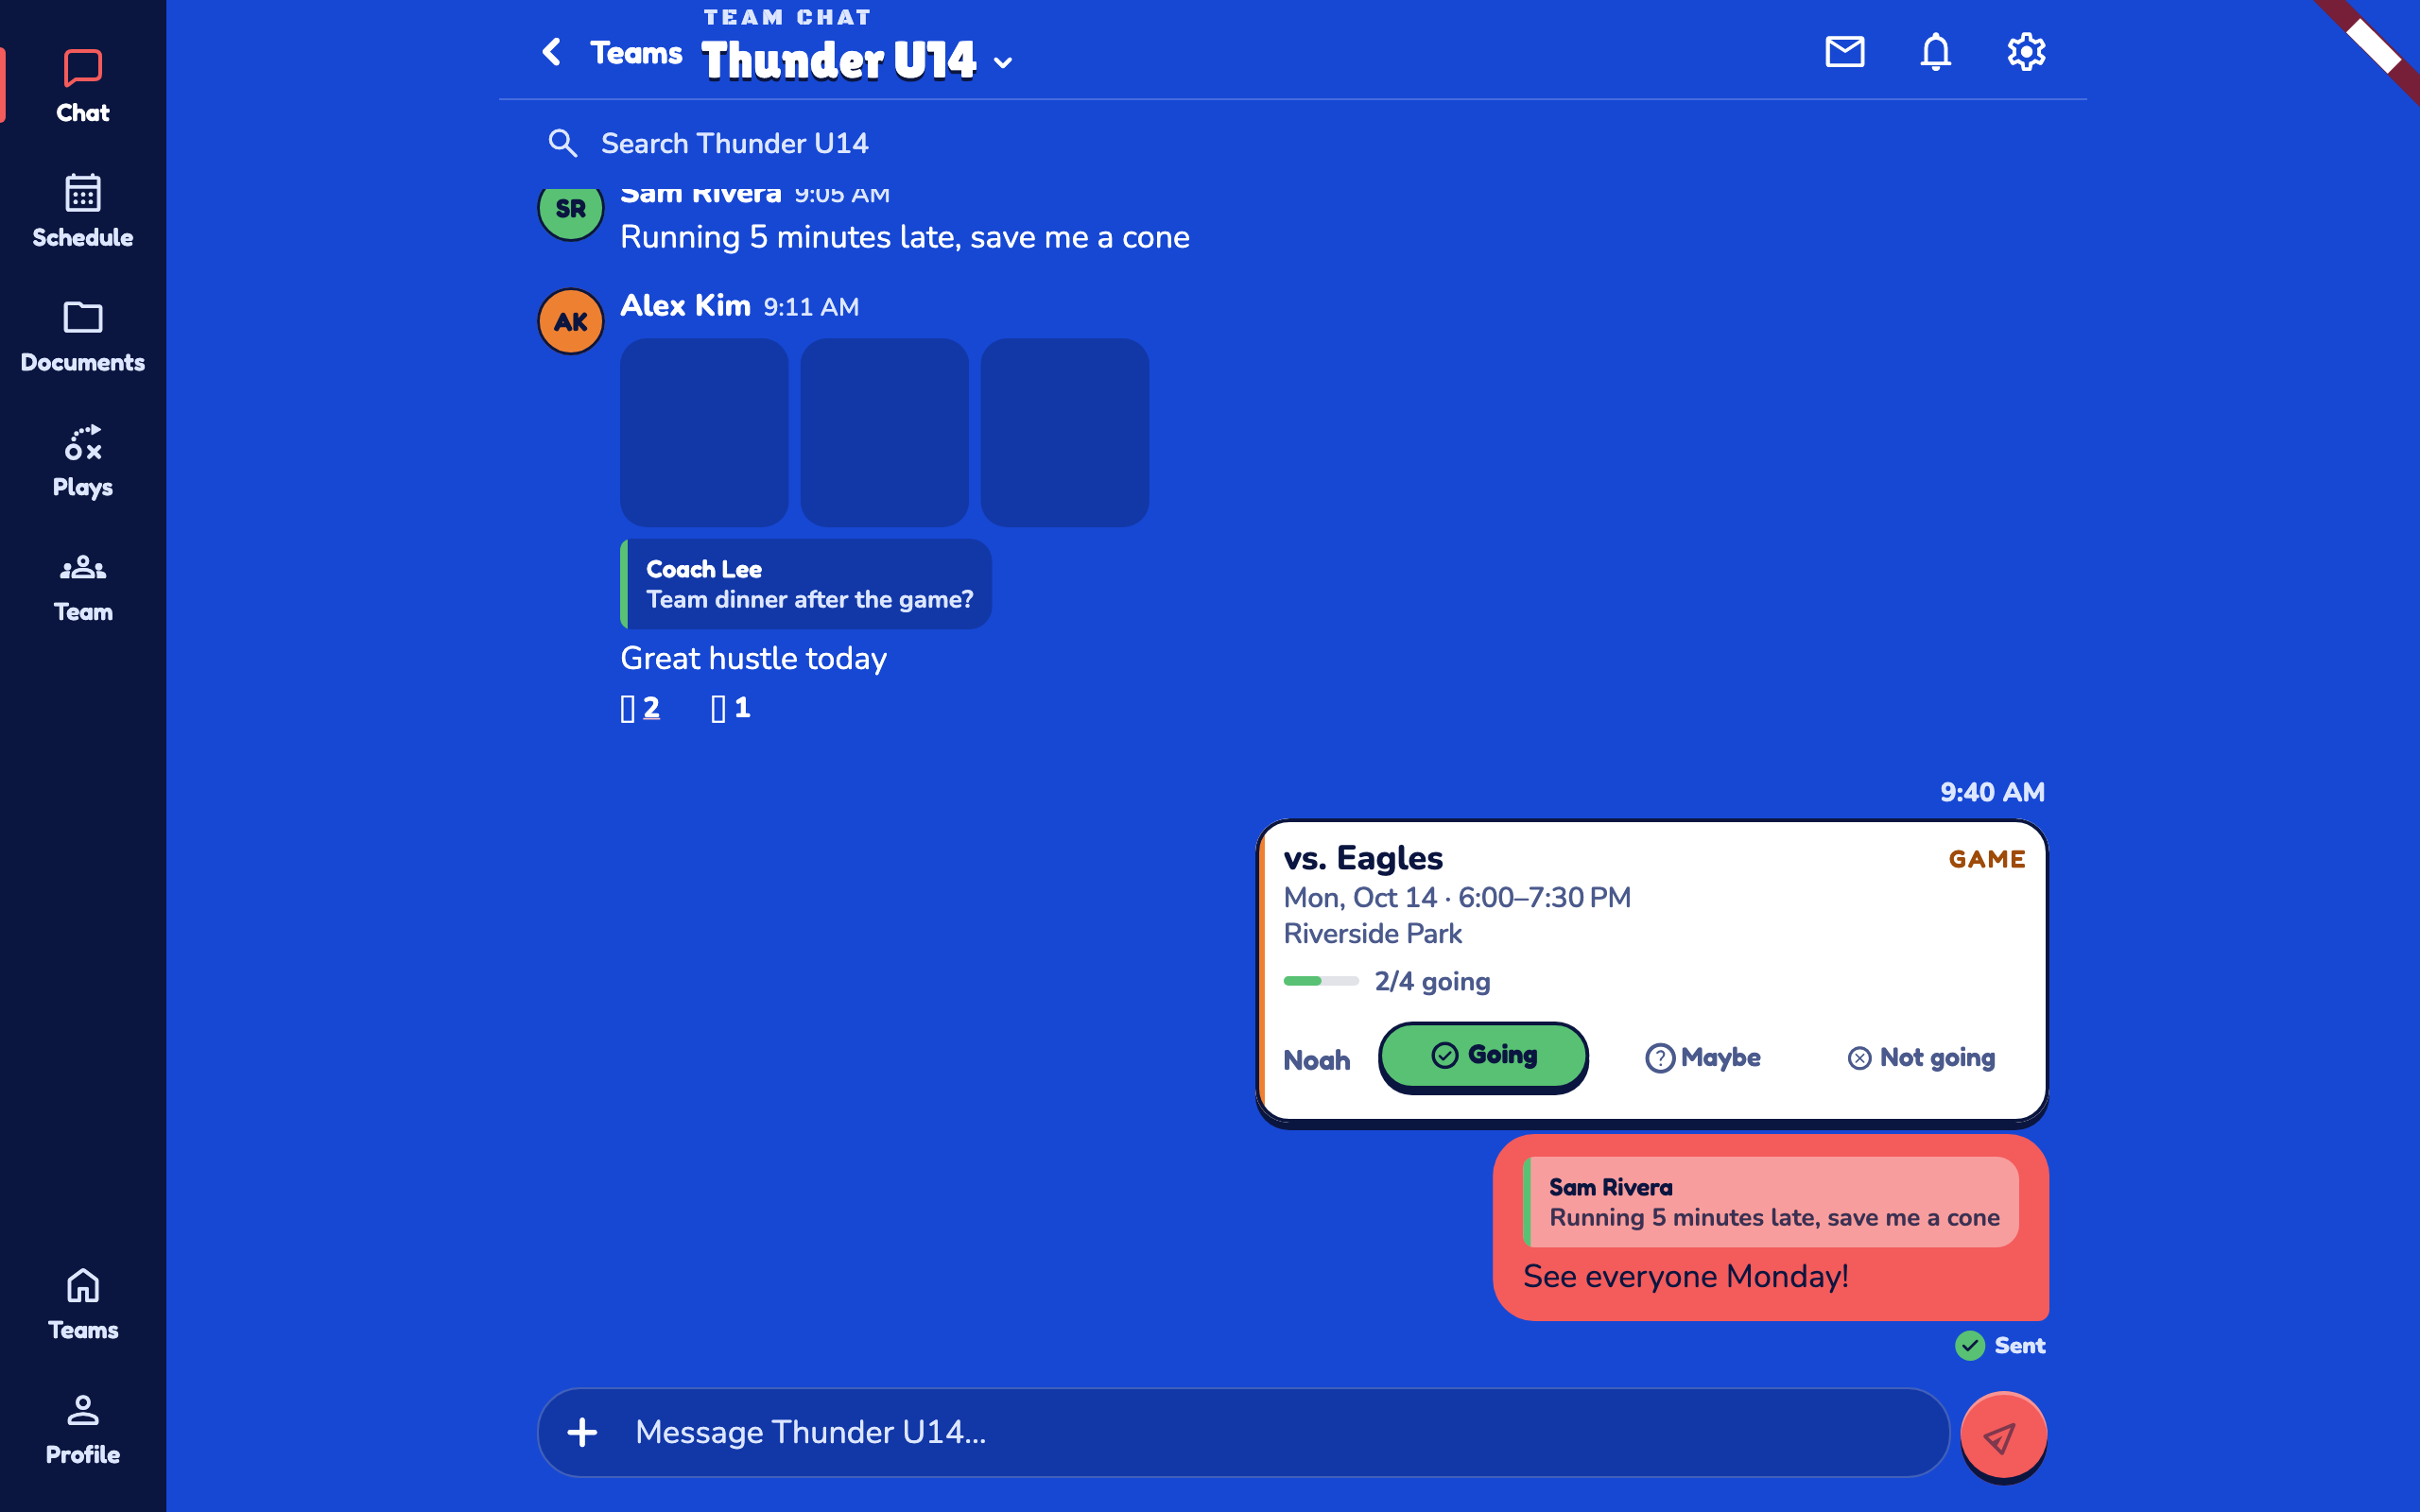 TEAM CHAT
Teams
Thunder U14
Search Thunder U14
Chat
Schedule
Documents
Plays
Team
Teams
Profile
SR
Sam Rivera 9:05 AM
Running 5 minutes late, save me a cone
AK
Alex Kim 9:11 AM
Coach Lee
Team dinner after the game?
Great hustle today
2 1
9:40 AM
vs. Eagles GAME
Mon, Oct 14 · 6:00–7:30 PM
Riverside Park
2/4 going
Noah Going Maybe Not going
Sam Rivera
Running 5 minutes late, save me a cone
See everyone Monday!
Sent
Message Thunder U14...